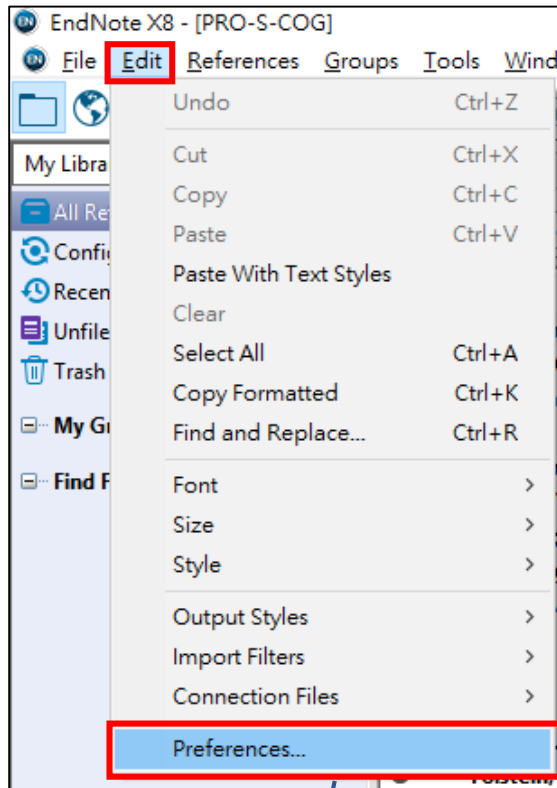 EndNote X8 - [PRO-S-COG]
File Edit References Groups Tools Wind
Undo Ctrl+Z
My Libra
Cut Ctrl+X
Copy Ctrl+C
All Re
Paste Ctrl+V
Config
Paste With Text Styles
Recen
Clear
Unfile
Select All Ctrl+A
Trash
Copy Formatted Ctrl+K
My Gr
Find and Replace... Ctrl+R
Find F
Font
Size
Style
Output Styles
Import Filters
Connection Files
Preferences...